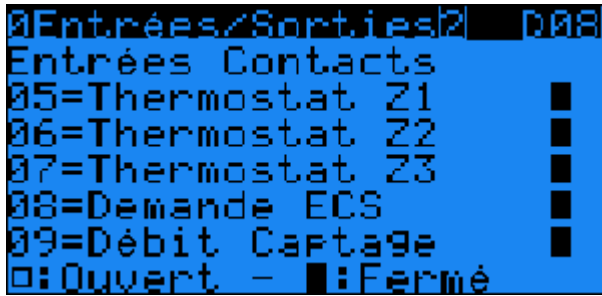 0Entrées/Sorties2 D08
Entrées Contacts
05=Thermostat Z1 ■
06=Thermostat Z2 ■
07=Thermostat Z3 ■
08=Demande ECS ■
09=Débit Captage ■
□:Ouvert - ■:Fermé